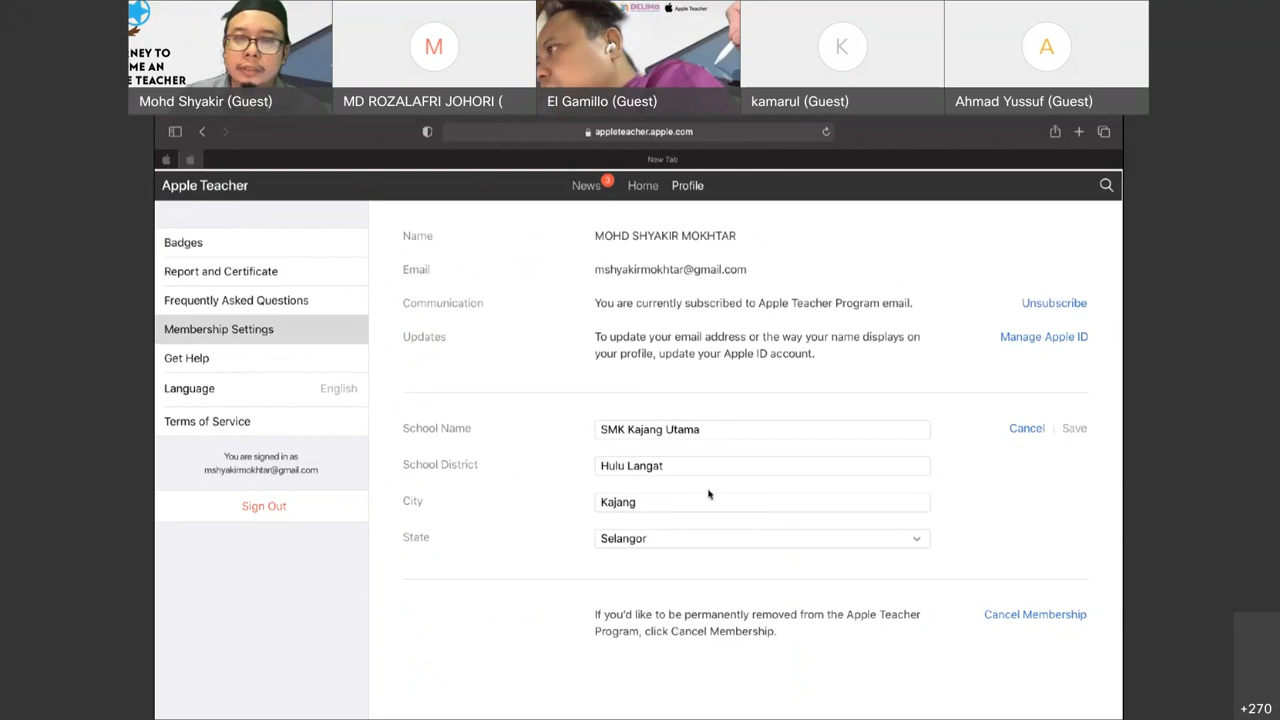 NEY TO
ME AN
E TEACHER
DELIMa
Apple Teacher
M
K
A
Mohd Shyakir (Guest)
MD ROZALAFRI JOHORI (
El Gamillo (Guest)
kamarul (Guest)
Ahmad Yussuf (Guest)
appleteacher.apple.com
New Tab
Apple Teacher
News
3
Home
Profile
Badges
Report and Certificate
Frequently Asked Questions
Membership Settings
Get Help
Language English
Terms of Service
You are signed in as
mshyakirmokhtar@gmail.com
Sign Out
Name MOHD SHYAKIR MOKHTAR
Email mshyakirmokhtar@gmail.com
Communication You are currently subscribed to Apple Teacher Program email. Unsubscribe
Updates To update your email address or the way your name displays on Manage Apple ID
your profile, update your Apple ID account.
School Name SMK Kajang Utama Cancel | Save
School District Hulu Langat
City Kajang
State Selangor
If you'd like to be permanently removed from the Apple Teacher Cancel Membership
Program, click Cancel Membership.
+270